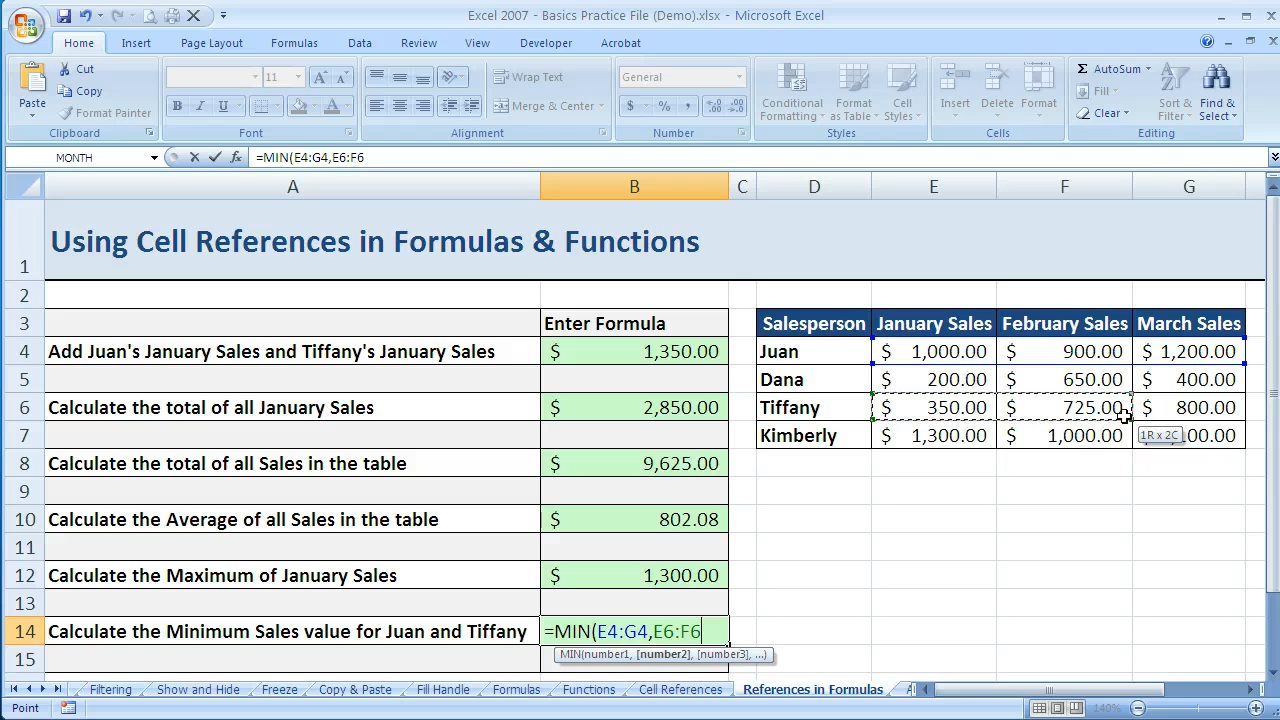 Excel 2007 - Basics Practice File (Demo).xlsx - Microsoft Excel
Home Insert Page Layout Formulas Data Review View Developer Acrobat
Cut
Copy
Format Painter
Paste
Clipboard
11
B I U
Font
Wrap Text
Merge & Center
Alignment
General
$ % ,
Number
Conditional Formatting
Format as Table
Cell Styles
Styles
Insert Delete Format
Cells
Σ AutoSum
Fill
Clear
Sort & Filter
Find & Select
Editing
MONTH fx =MIN(E4:G4,E6:F6
A B C D E F G
1 Using Cell References in Formulas & Functions
2
3 Enter Formula Salesperson January Sales February Sales March Sales
4 Add Juan's January Sales and Tiffany's January Sales $ 1,350.00 Juan $ 1,000.00 $ 900.00 $ 1,200.00
5 Dana $ 200.00 $ 650.00 $ 400.00
6 Calculate the total of all January Sales $ 2,850.00 Tiffany $ 350.00 $ 725.00 $ 800.00
7 Kimberly $ 1,300.00 $ 1,000.00 00.00
1R x 2C
8 Calculate the total of all Sales in the table $ 9,625.00
9
10 Calculate the Average of all Sales in the table $ 802.08
11
12 Calculate the Maximum of January Sales $ 1,300.00
13
14 Calculate the Minimum Sales value for Juan and Tiffany =MIN(E4:G4,E6:F6
MIN(number1, [number2], [number3], ...)
15
Filtering Show and Hide Freeze Copy & Paste Fill Handle Formulas Functions Cell References References in Formulas
Point 140%